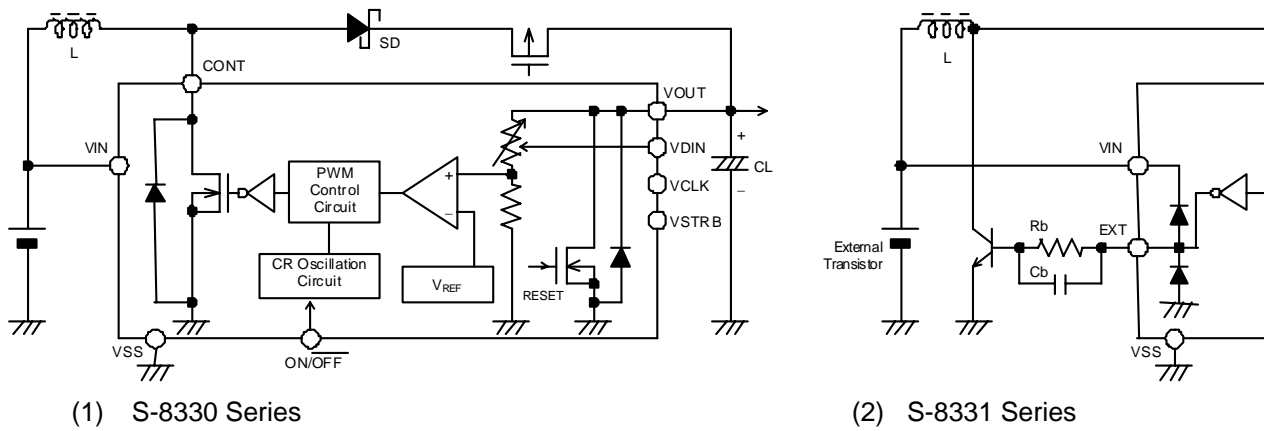 L
SD
CONT
VOUT
VIN
VDIN
VCLK
VSTRB
+
CL
−
PWM
Control
Circuit
+
−
CR Oscillation
Circuit
VREF
RESET
VSS
ON/OFF
(1) S-8330 Series
L
VIN
External
Transistor
Rb
EXT
Cb
VSS
(2) S-8331 Series